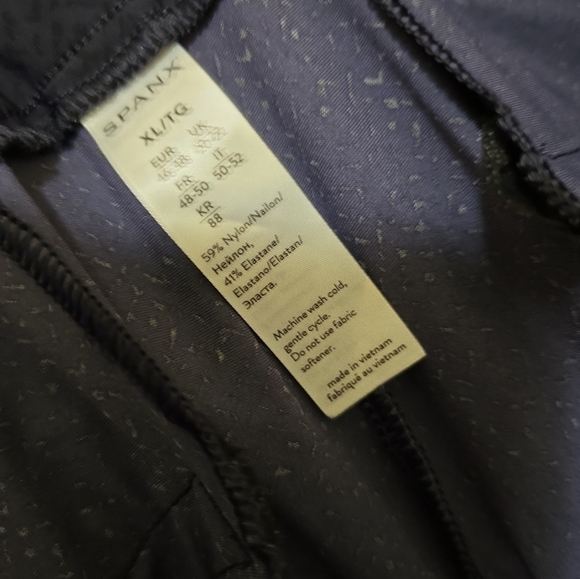 SPANX
XL/TG
EUR UK
46-48
FR IT
48-50 50-52
KR
88
59% Nylon/Nailon/
Нейлон,
41% Elastane/
Elastano/Elastan/
Эласта.
Machine wash cold,
gentle cycle.
Do not use fabric
softener.
made in vietnam
fabriqué au vietnam